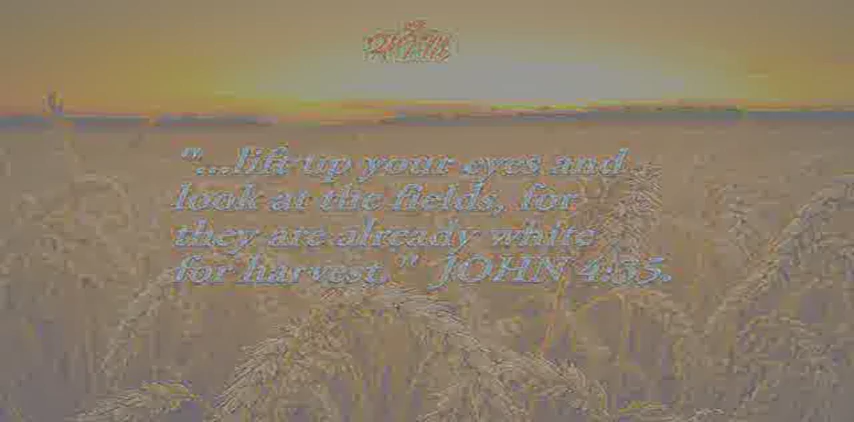 "...lift up your eyes and
look at the fields, for
they are already white
for harvest." JOHN 4:35.